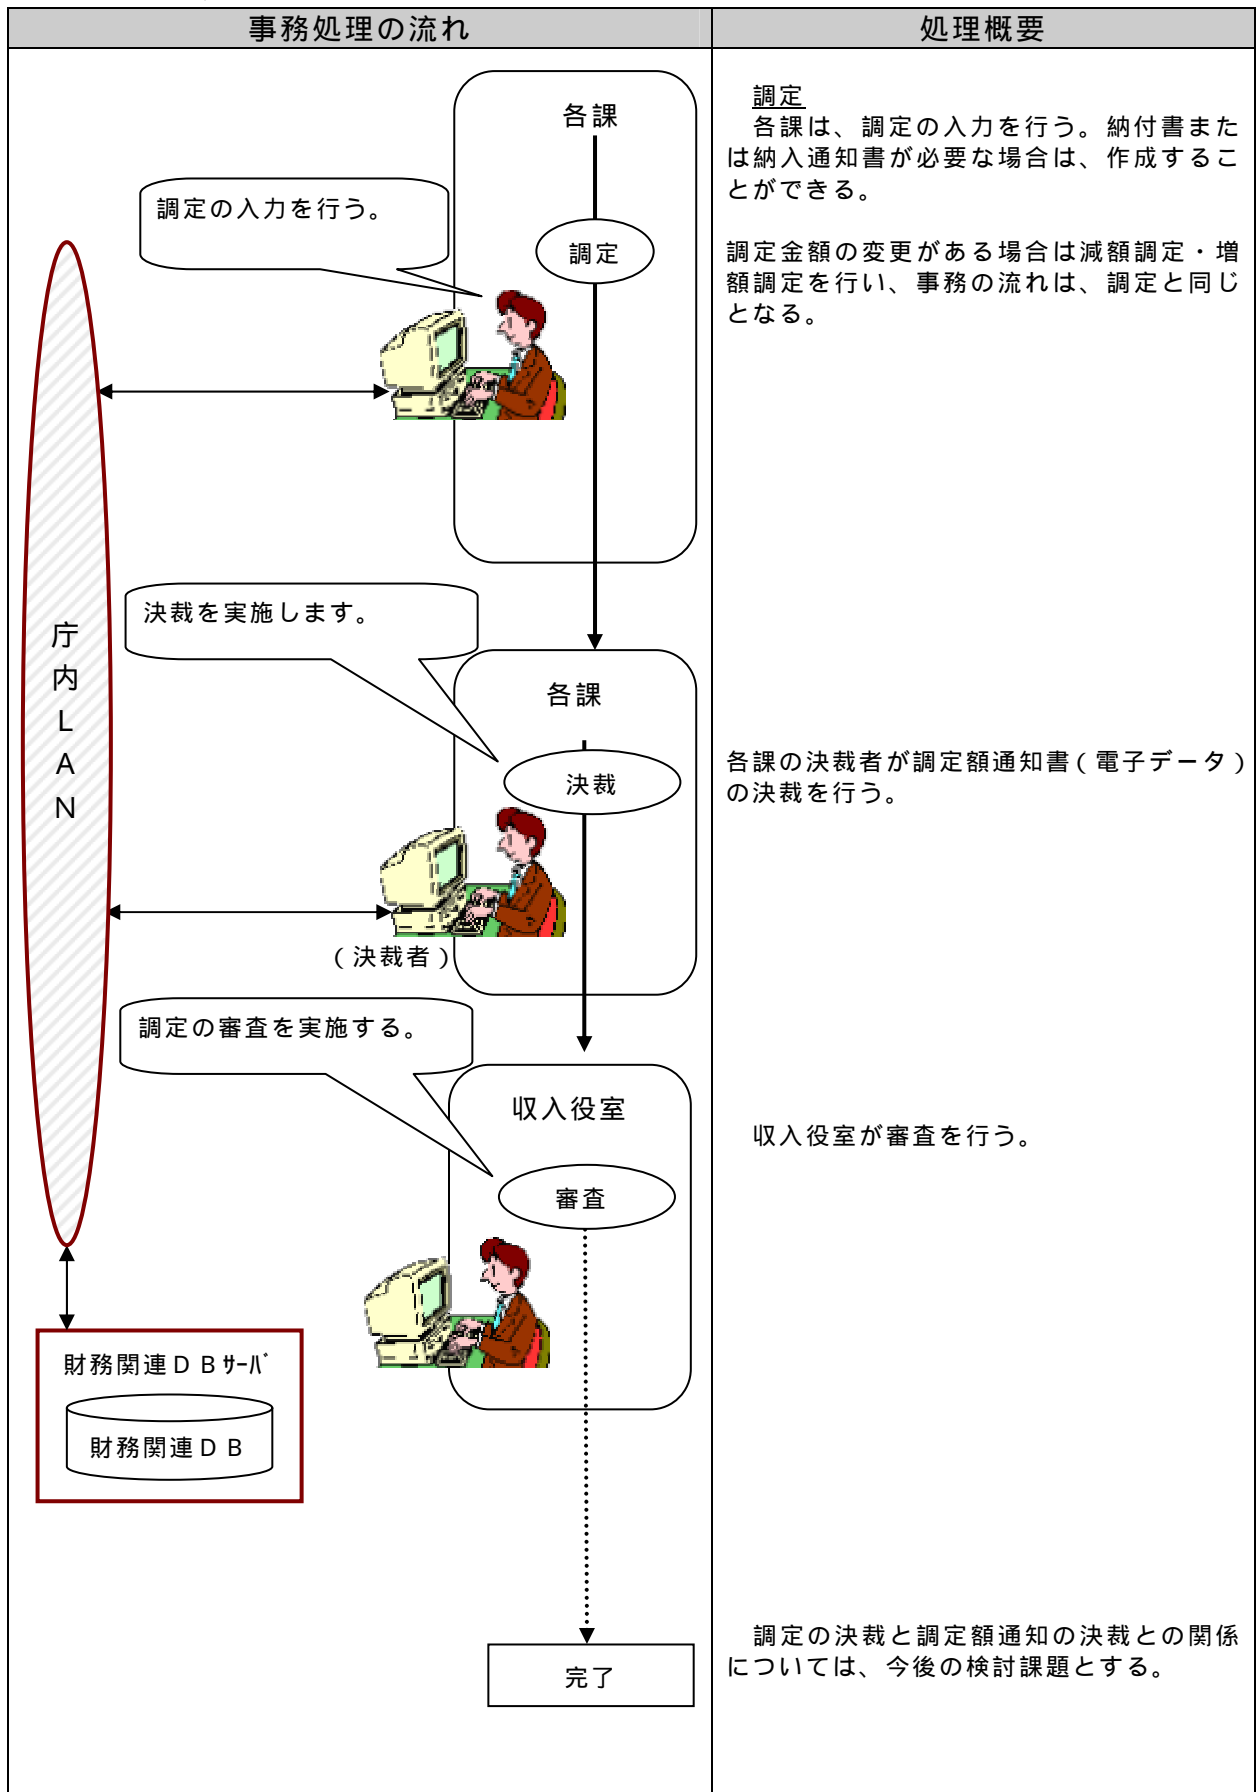 事務処理の流れ
処理概要
各課
調定の入力を行う。
調定
調定
各課は、調定の入力を行う。納付書また
は納入通知書が必要な場合は、作成するこ
とができる。
調定金額の変更がある場合は減額調定・増
額調定を行い、事務の流れは、調定と同じ
となる。
庁
内
L
A
N
決裁を実施します。
各課
決裁
(決裁者)
各課の決裁者が調定額通知書(電子データ)
の決裁を行う。
調定の審査を実施する。
収入役室
審査
収入役室が審査を行う。
財務関連DBサーバ
財務関連DB
完了
調定の決裁と調定額通知の決裁との関係
については、今後の検討課題とする。